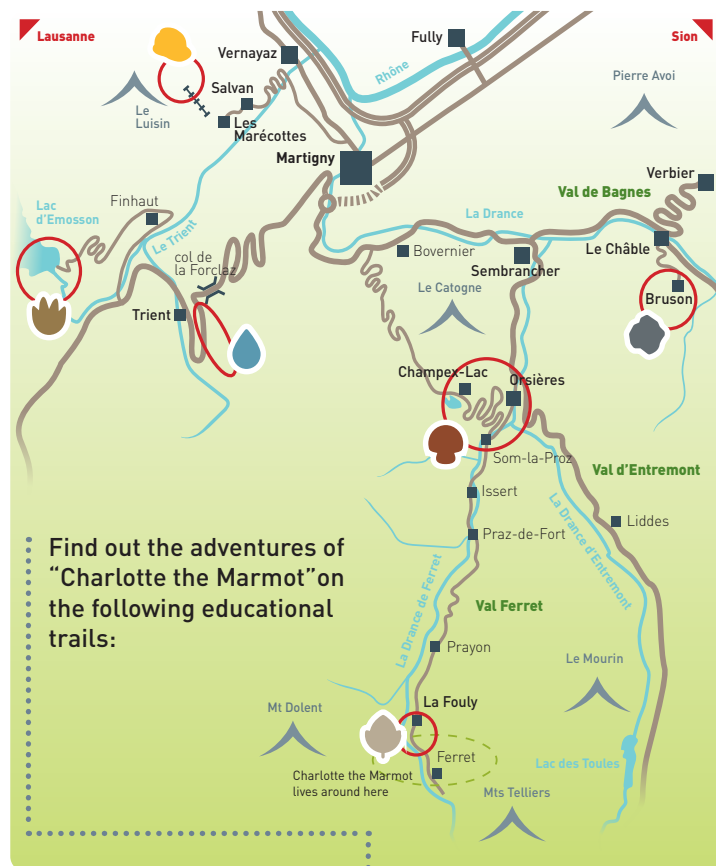 Lausanne
Sion
Fully
Vernayaz
Rhône
Pierre Avoi
Salvan
Le
Luisin
Les
Marécottes
Martigny
Verbier
Val de Bagnes
Finhaut
Lac
d’Emosson
La Drance
Le Trient
Bovernier
Le Châble
col de
la Forclaz
Sembrancher
Le Catogne
Bruson
Trient
Champex-Lac
Orsières
Som-la-Proz
Val d’Entremont
Issert
Liddes
Praz-de-Fort
La Drance d’Entremont
Find out the adventures of
“Charlotte the Marmot”on
the following educational
trails:
La Drance de Ferret
Val Ferret
Prayon
Le Mourin
Mt Dolent
La Fouly
Ferret
Lac des Toules
Charlotte the Marmot
lives around here
Mts Telliers